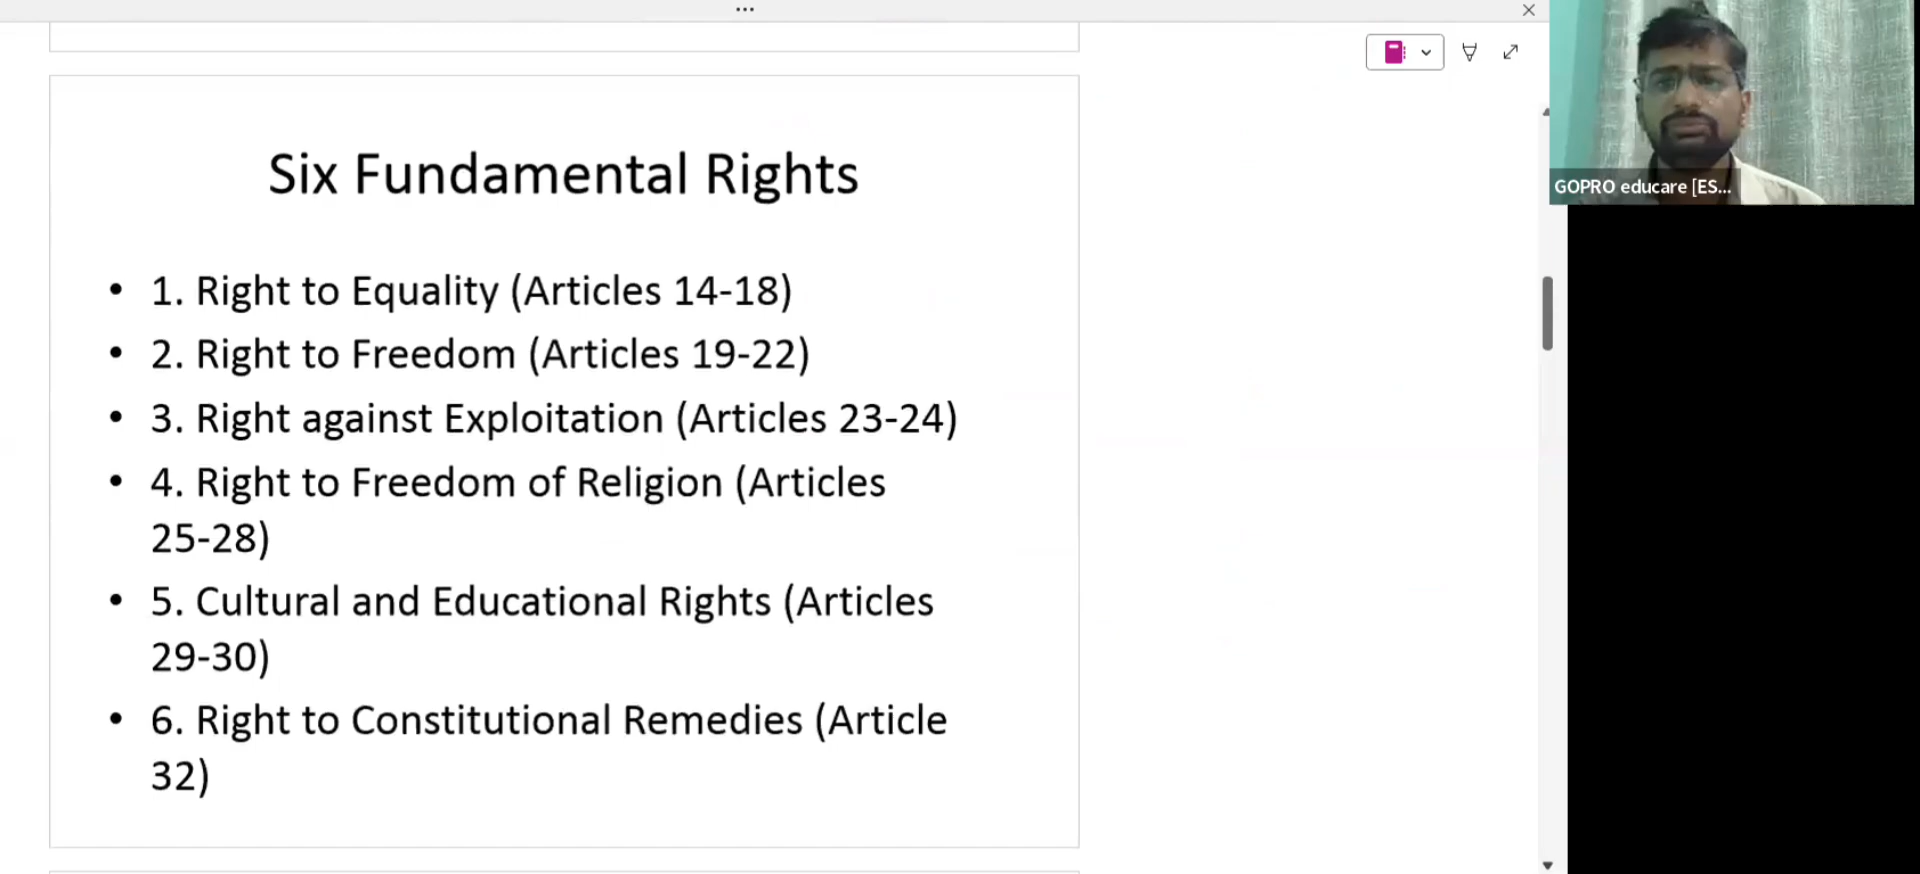 Six Fundamental Rights
• 1. Right to Equality (Articles 14-18)
• 2. Right to Freedom (Articles 19-22)
• 3. Right against Exploitation (Articles 23-24)
• 4. Right to Freedom of Religion (Articles
25-28)
• 5. Cultural and Educational Rights (Articles
29-30)
• 6. Right to Constitutional Remedies (Article
32)
GOPRO educare [ES...